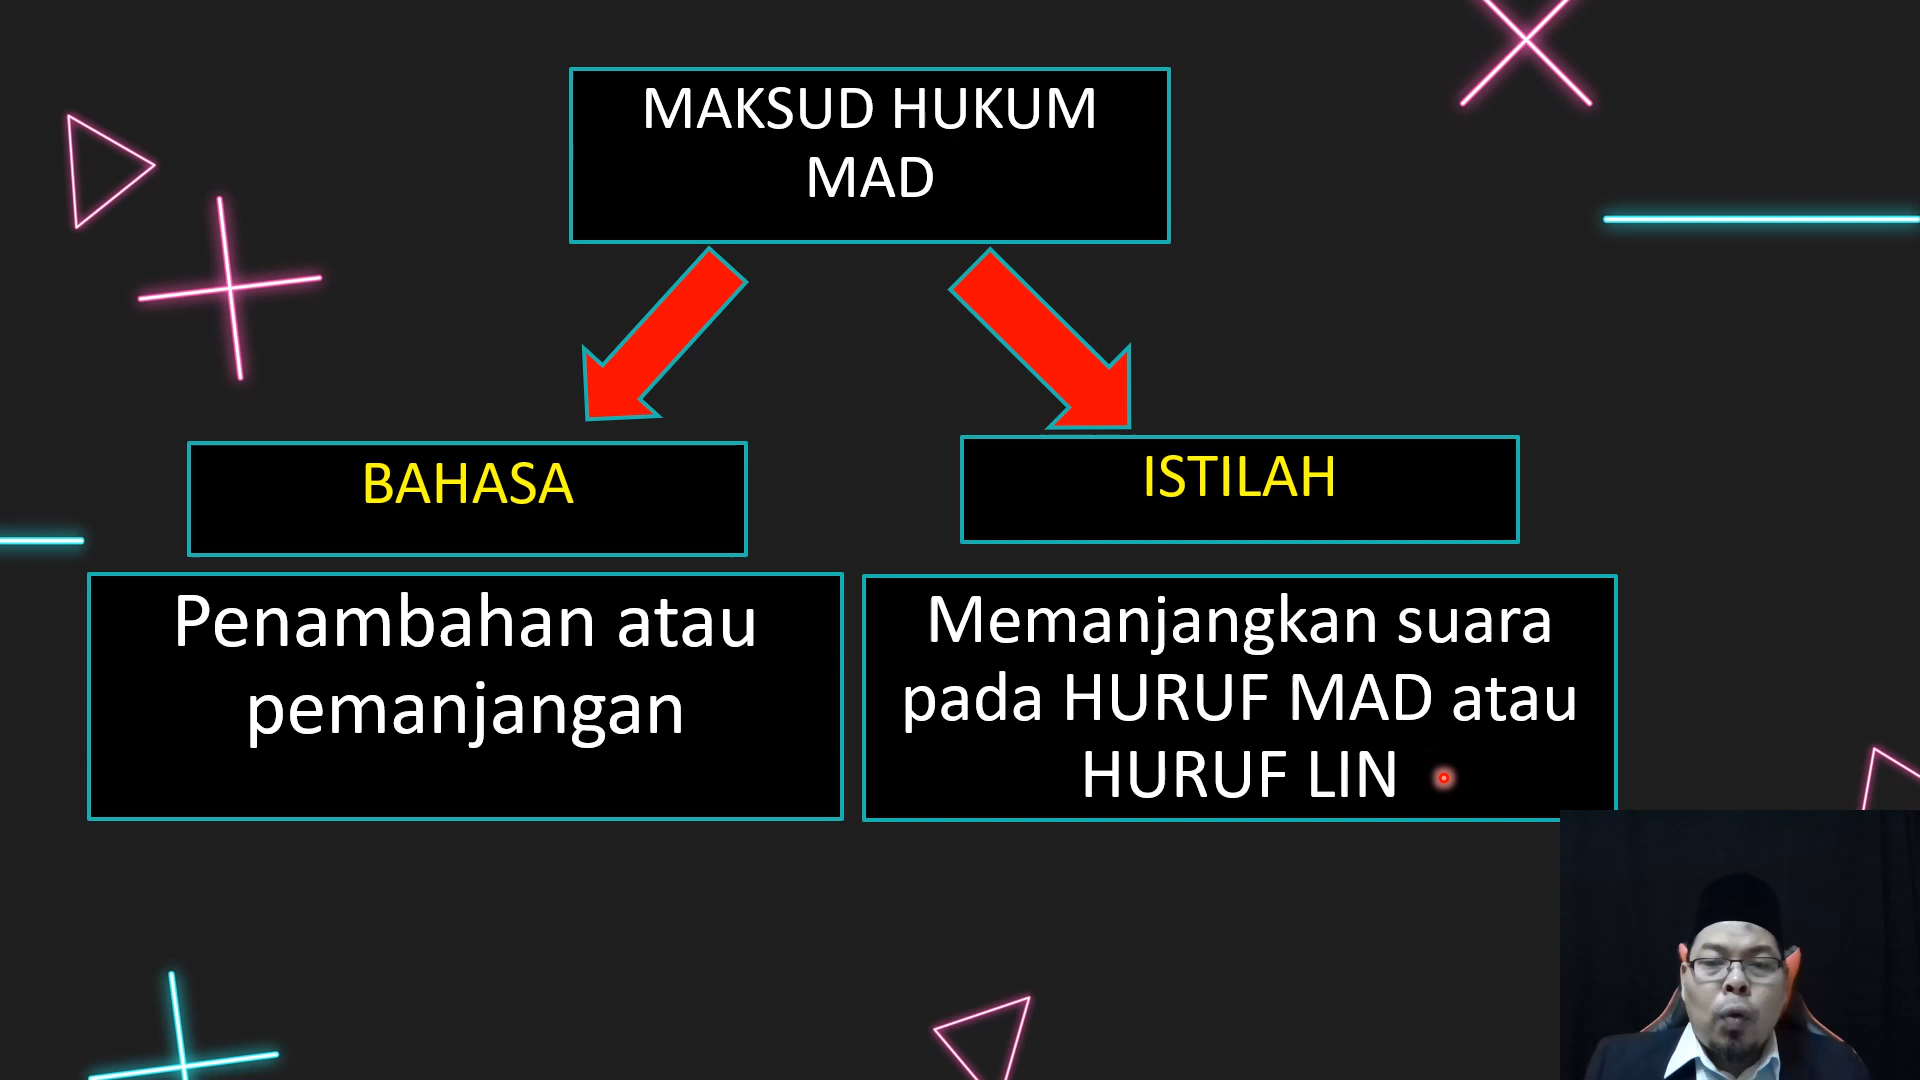 MAKSUD HUKUM
MAD
BAHASA
ISTILAH
Penambahan atau
pemanjangan
Memanjangkan suara
pada HURUF MAD atau
HURUF LIN